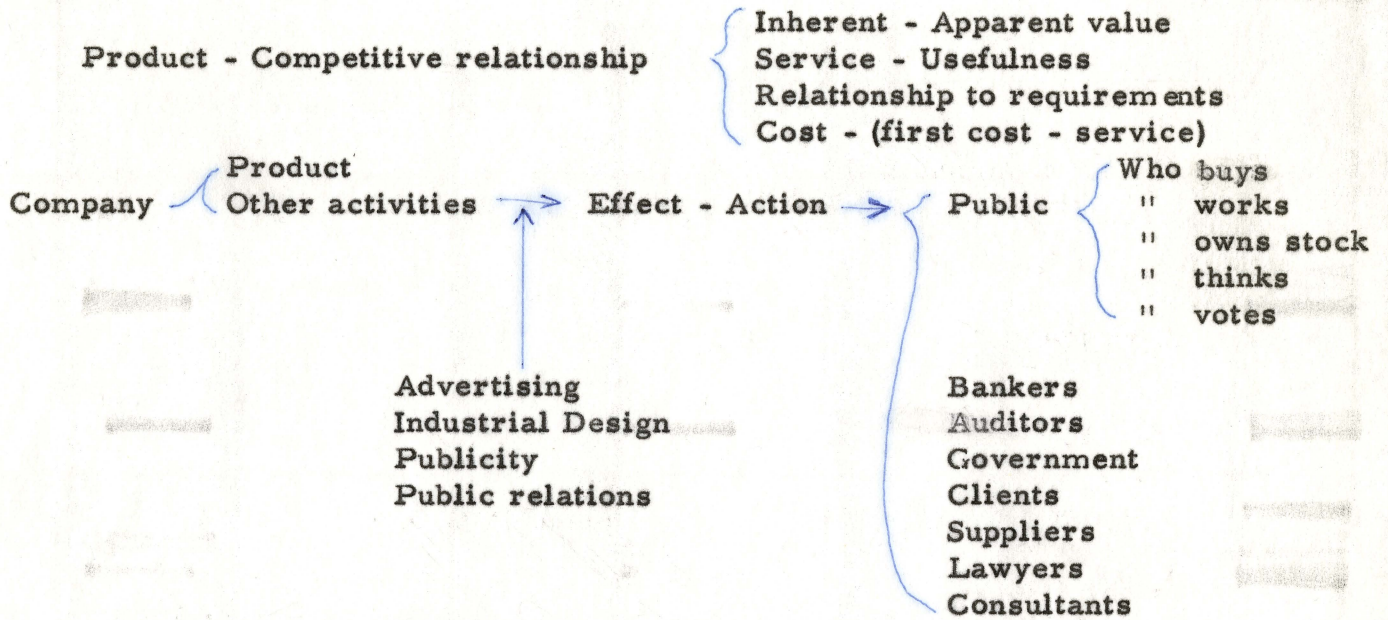 Inherent - Apparent value
Product - Competitive relationship
Service - Usefulness
Relationship to requirements
Cost - (first cost - service)
Product
Who buys
Company
Other activities
Effect - Action
Public
" works
" owns stock
" thinks
" votes
Advertising
Industrial Design
Publicity
Public relations
Bankers
Auditors
Government
Clients
Suppliers
Lawyers
Consultants